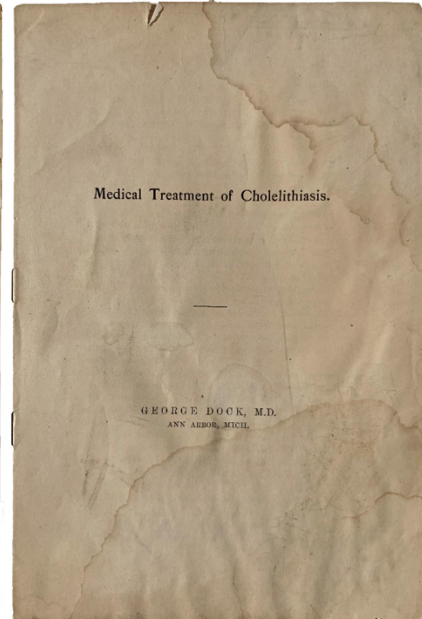 Medical Treatment of Cholelithiasis.
GEORGE DOCK, M.D.
ANN ARBOR, MICH.